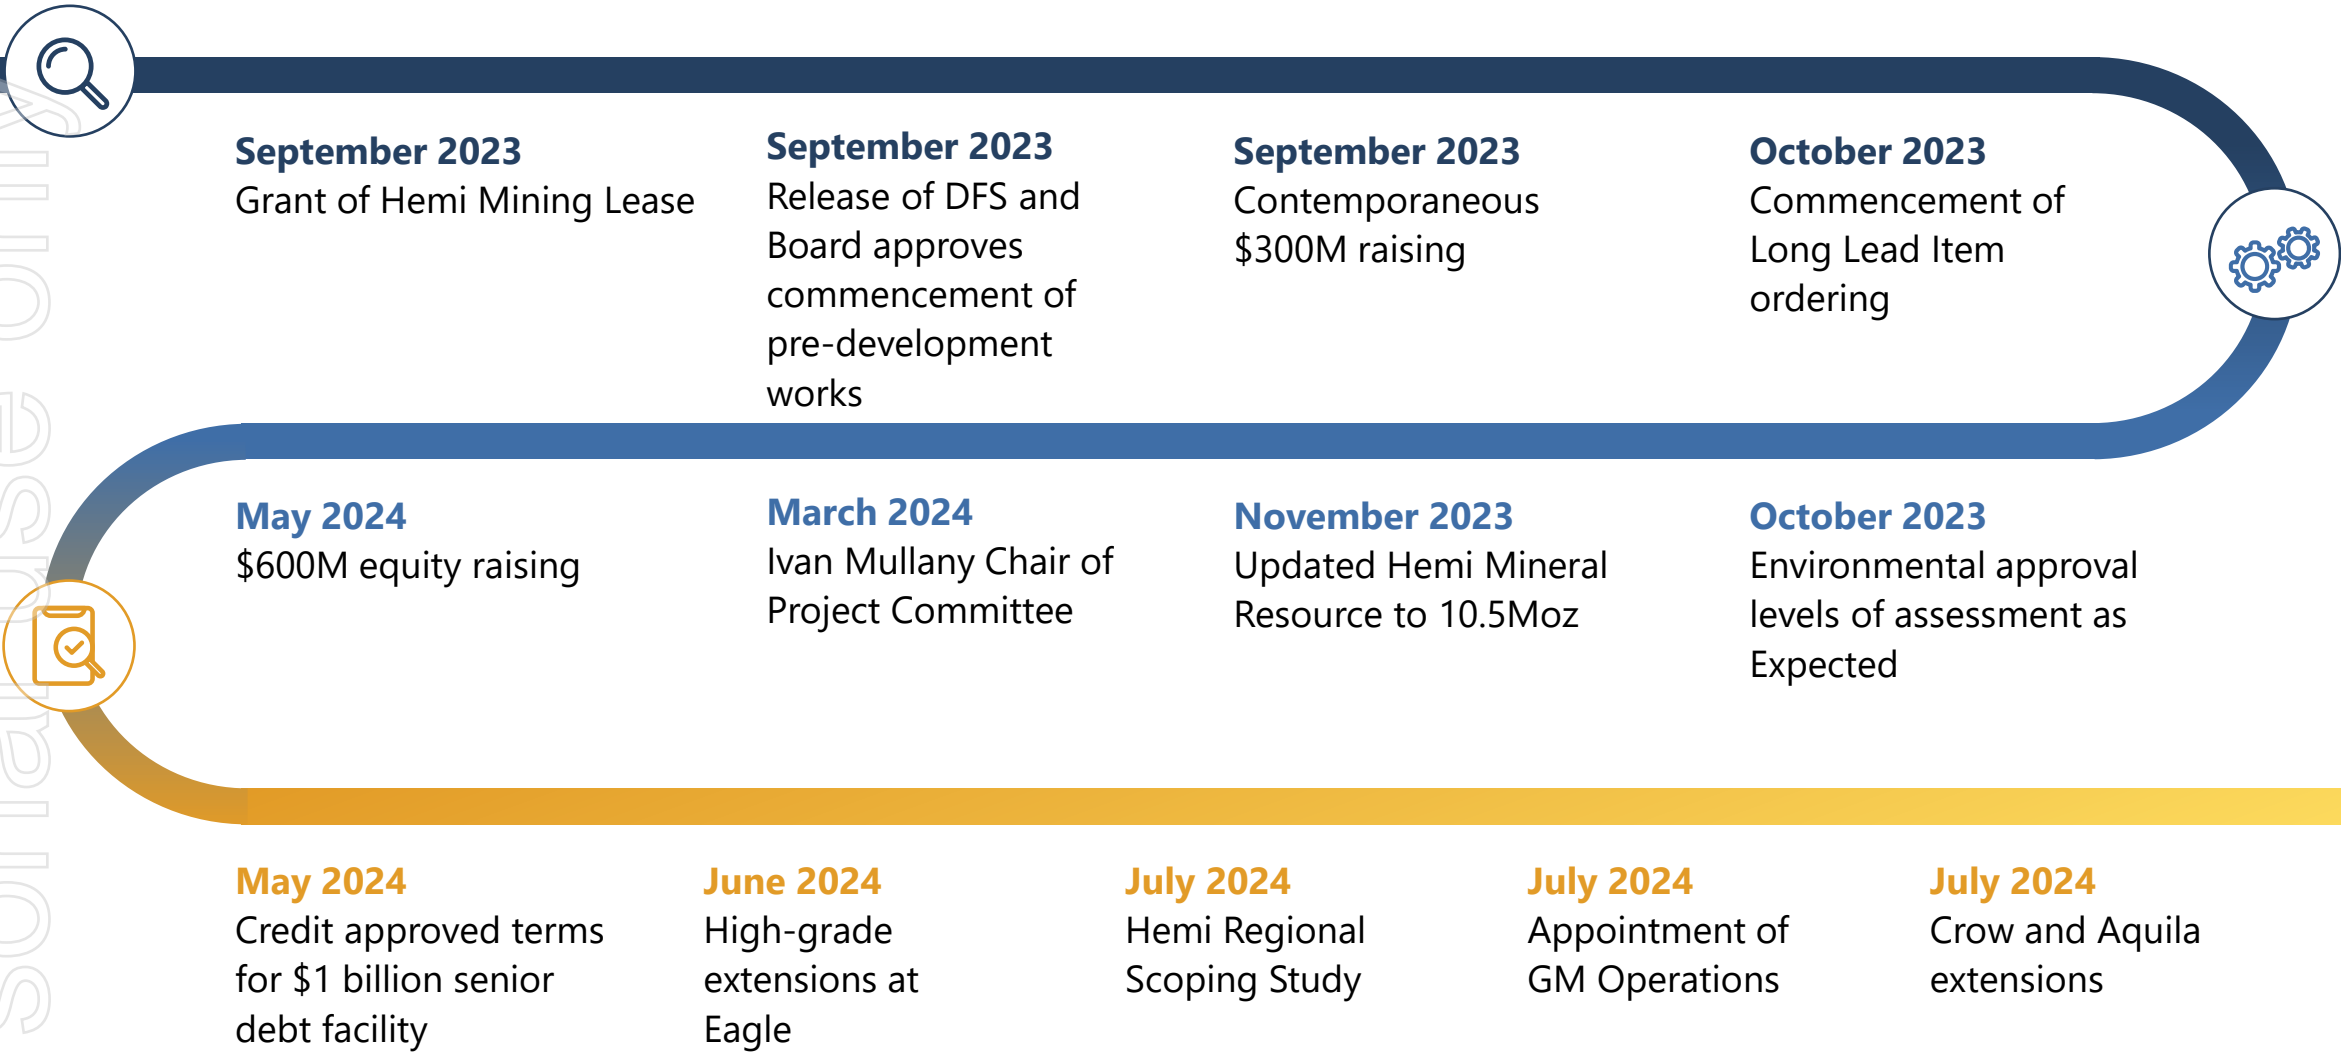 September 2023
Grant of Hemi Mining Lease
September 2023
Release of DFS and
Board approves
commencement of
pre-development
works
September 2023
Contemporaneous
$300M raising
October 2023
Commencement of
Long Lead Item
ordering
May 2024
$600M equity raising
March 2024
Ivan Mullany Chair of
Project Committee
November 2023
Updated Hemi Mineral
Resource to 10.5Moz
October 2023
Environmental approval
levels of assessment as
Expected
May 2024
Credit approved terms
for $1 billion senior
debt facility
June 2024
High-grade
extensions at
Eagle
July 2024
Hemi Regional
Scoping Study
July 2024
Appointment of
GM Operations
July 2024
Crow and Aquila
extensions
sonal use only